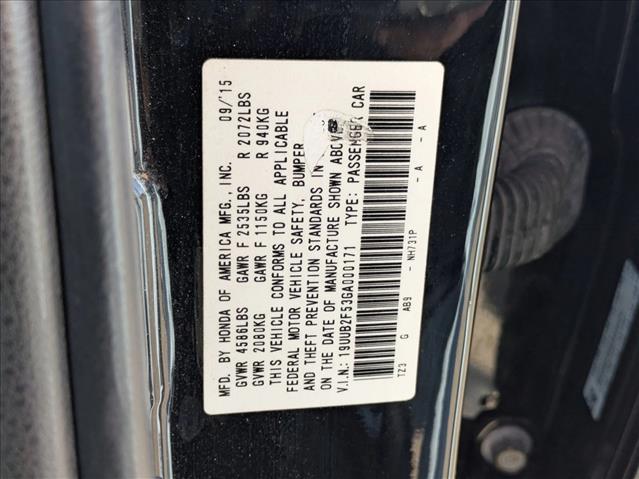 MFD. BY HONDA OF AMERICA MFG., INC. 09/'15
GVWR 4586LBS GAWR F 2535LBS R 2072LBS
GVWR 2080KG GAWR F 1150KG R 940KG
THIS VEHICLE CONFORMS TO ALL APPLICABLE
FEDERAL MOTOR VEHICLE SAFETY, BUMPER
AND THEFT PREVENTION STANDARDS IN
ON THE DATE OF MANUFACTURE SHOWN ABOVE.
V.I.N.: 19UUB2F53GA000171 TYPE: PASSENGER CAR
TZ3 G AB9 - NH731P - A - A